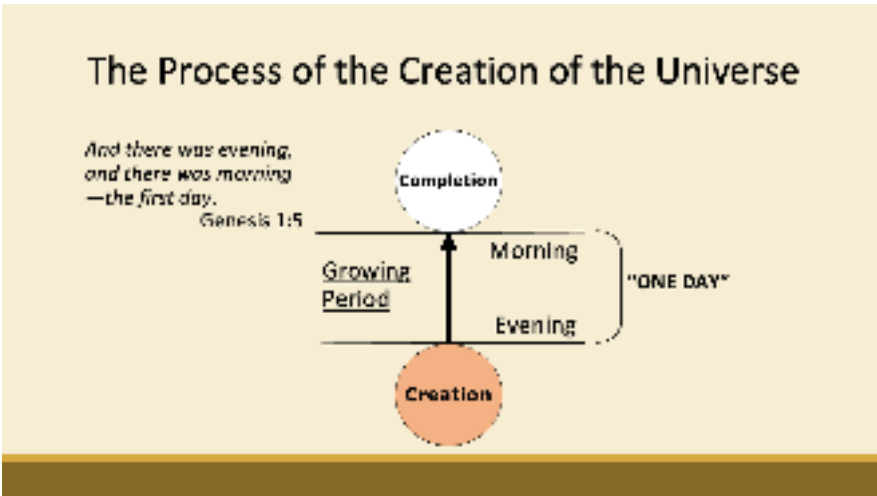 The Process of the Creation of the Universe
And there was evening,
and there was morning
—the first day.
Genesis 1:5
Completion
Morning
Growing
Period
"ONE DAY"
Evening
Creation